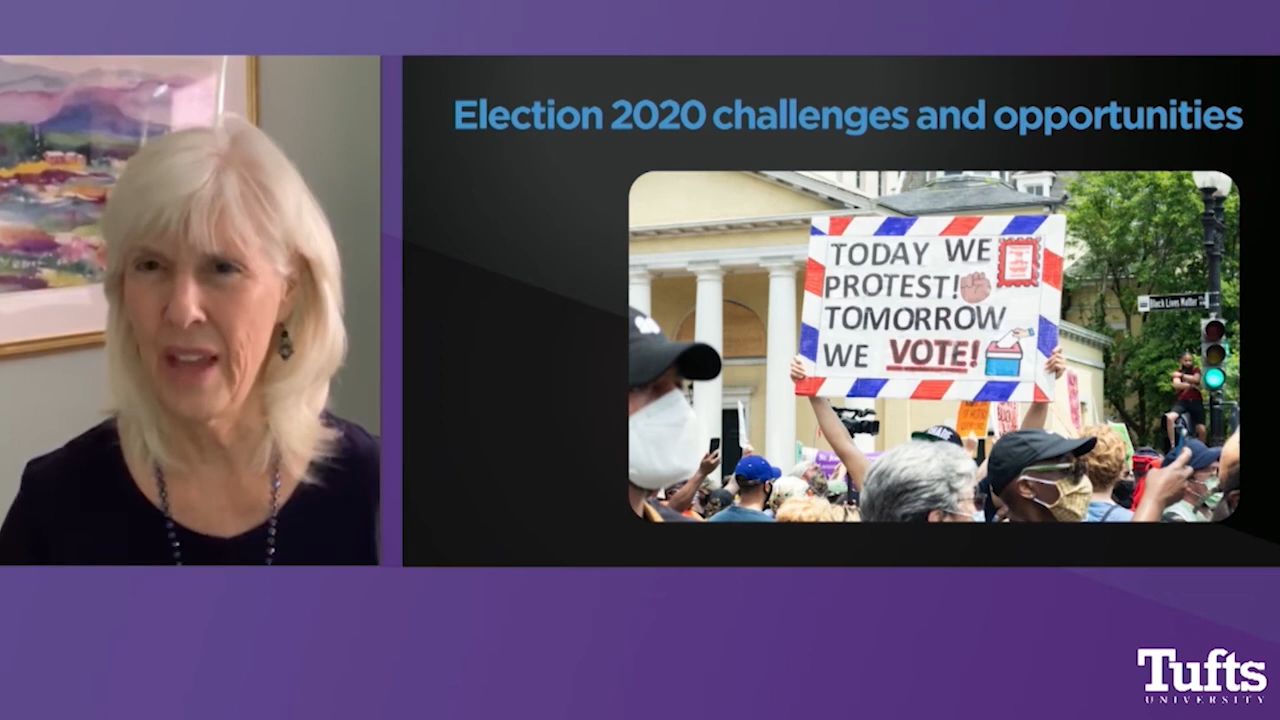 Election 2020 challenges and opportunities
TODAY WE
PROTEST!
TOMORROW
WE VOTE!
Black Lives Matter
Tufts
UNIVERSITY